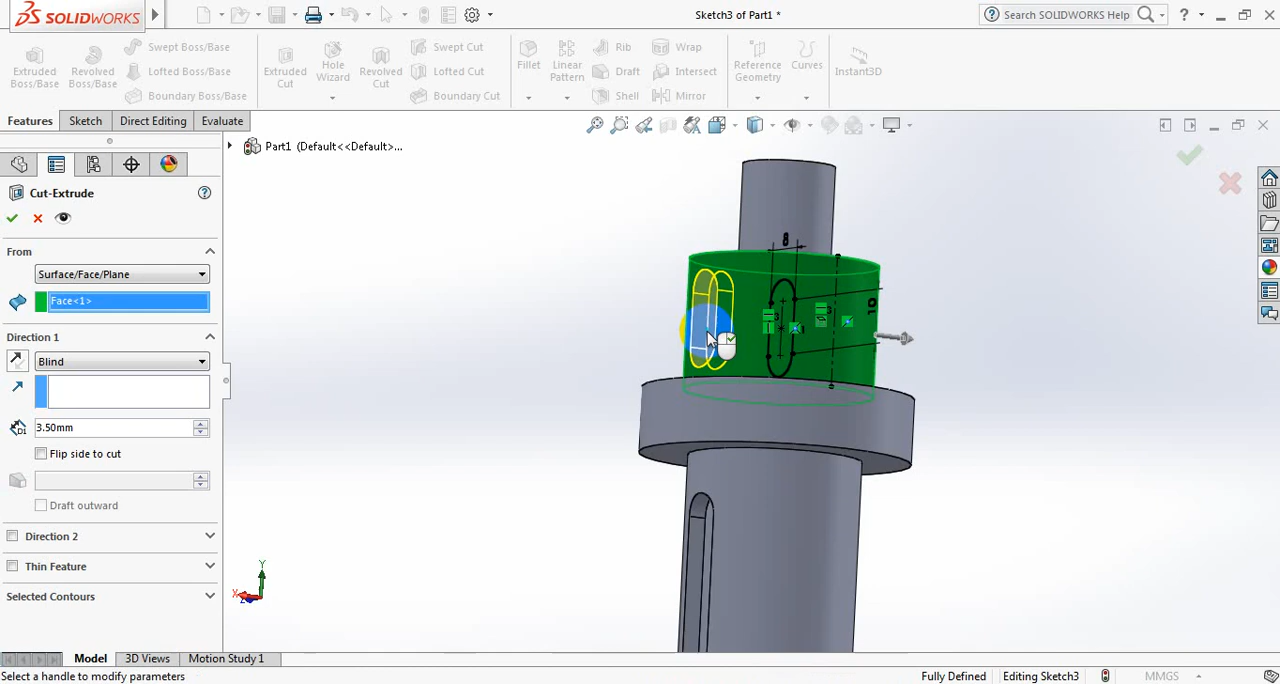 SOLIDWORKS
Sketch3 of Part1 *
Search SOLIDWORKS Help
?
Extruded Boss/Base
Revolved Boss/Base
Swept Boss/Base
Lofted Boss/Base
Boundary Boss/Base
Extruded Cut
Hole Wizard
Revolved Cut
Swept Cut
Lofted Cut
Boundary Cut
Fillet
Linear Pattern
Rib
Draft
Shell
Wrap
Intersect
Mirror
Reference Geometry
Curves
Instant3D
Features
Sketch
Direct Editing
Evaluate
Part1 (Default<<Default>...
Cut-Extrude
?
From
Surface/Face/Plane
Face<1>
Direction 1
Blind
D1
3.50mm
Flip side to cut
Draft outward
Direction 2
Thin Feature
Selected Contours
8
10
3
3
Y
X
Z
Model
3D Views
Motion Study 1
Select a handle to modify parameters
Fully Defined
Editing Sketch3
MMGS